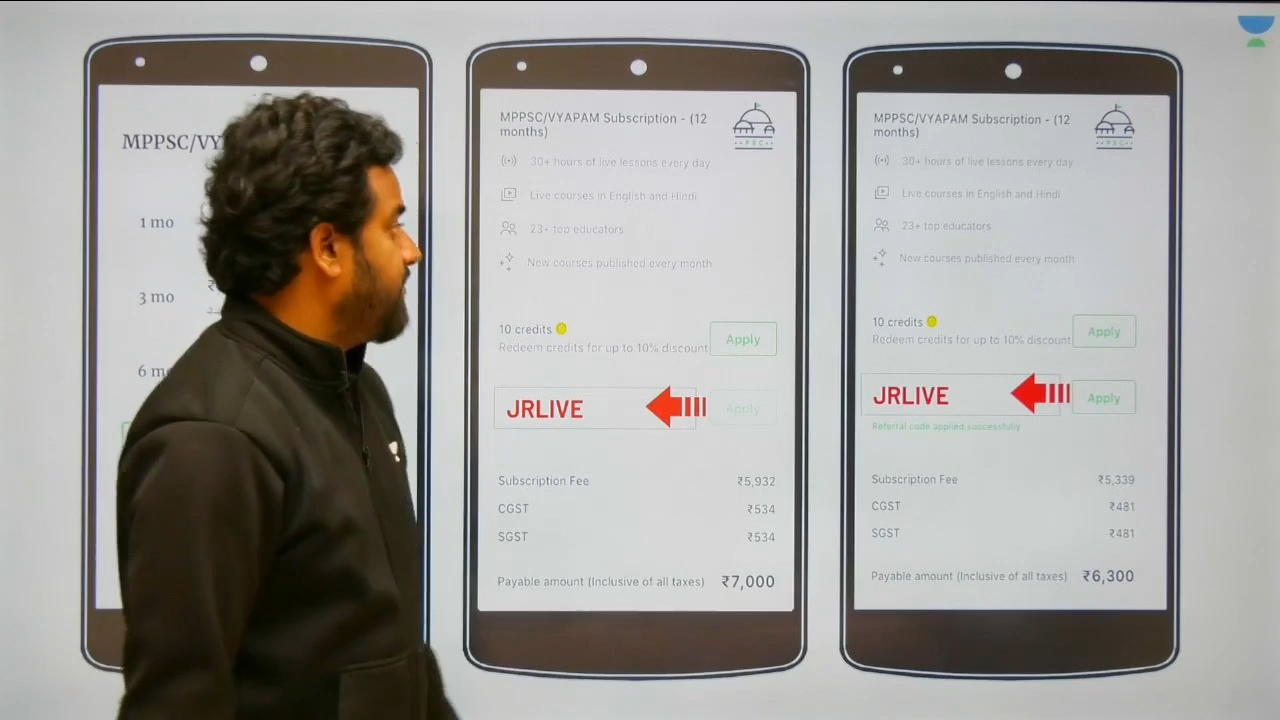 MPPSC/VY
1 mo
3 mo
6 m
MPPSC/VYAPAM Subscription - (12
months)
PSC
30+ hours of live lessons every day
Live courses in English and Hindi
23+ top educators
New courses published every month
10 credits
Redeem credits for up to 10% discount
Apply
JRLIVE
Apply
Subscription Fee ₹5,932
CGST ₹534
SGST ₹534
Payable amount (Inclusive of all taxes) ₹7,000
MPPSC/VYAPAM Subscription - (12
months)
PSC
30+ hours of live lessons every day
Live courses in English and Hindi
23+ top educators
New courses published every month
10 credits
Redeem credits for up to 10% discount
Apply
JRLIVE
Apply
Referral code applied successfully
Subscription Fee ₹5,339
CGST ₹481
SGST ₹481
Payable amount (Inclusive of all taxes) ₹6,300